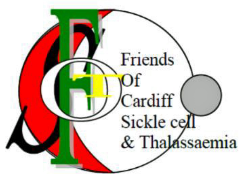 S
F
Friends
Of
Cardiff
Sickle cell
& Thalassaemia